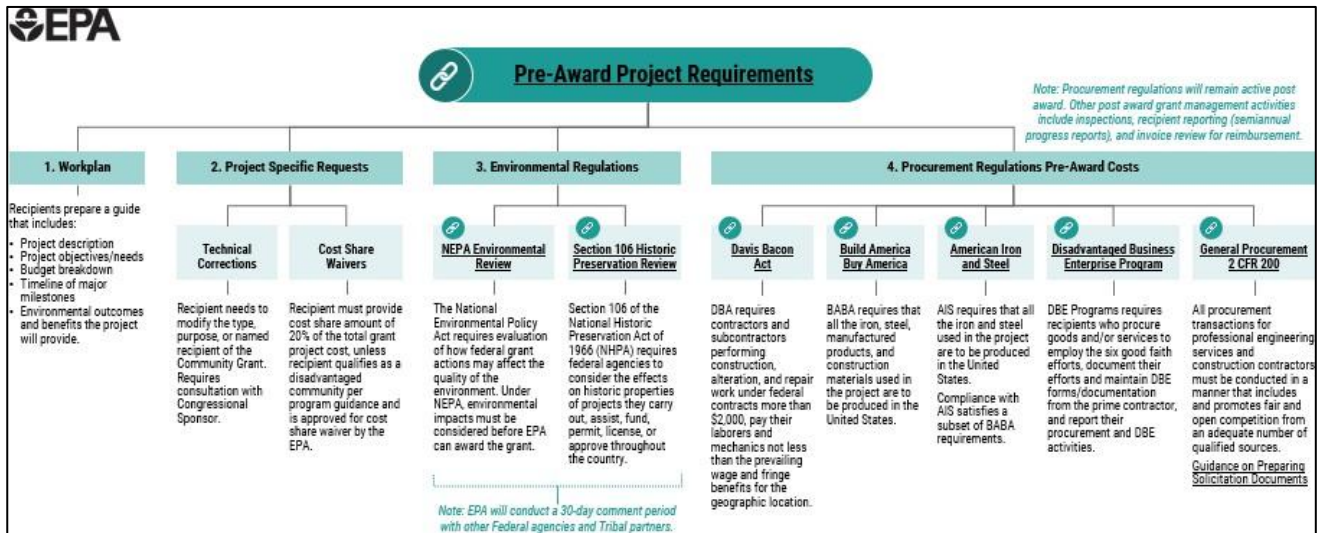 EPA
Pre-Award Project Requirements
Note: Procurement regulations will remain active post
award. Other post award grant management activities
include inspections, recipient reporting (semiannual
progress reports), and invoice review for reimbursement.
1. Workplan
Recipients prepare a guide
that includes:
• Project description
• Project objectives/needs
• Budget breakdown
• Timeline of major
milestones
• Environmental outcomes
and benefits the project
will provide.
2. Project Specific Requests
Technical
Corrections
Recipient needs to
modify the type,
purpose, or named
recipient of the
Community Grant.
Requires
consultation with
Congressional
Sponsor.
Cost Share
Waivers
Recipient must provide
cost share amount of
20% of the total grant
project cost, unless
recipient qualifies as a
disadvantaged
community per
program guidance and
is approved for cost
share waiver by the
EPA.
3. Environmental Regulations
NEPA Environmental
Review
The National
Environmental Policy
Act requires evaluation
of how federal grant
actions may affect the
quality of the
environment. Under
NEPA, environmental
impacts must be
considered before EPA
can award the grant.
Section 106 Historic
Preservation Review
Section 106 of the
National Historic
Preservation Act of
1966 (NHPA) requires
federal agencies to
consider the effects
on historic properties
of projects they carry
out, assist, fund,
permit, license, or
approve throughout
the country.
Note: EPA will conduct a 30-day comment period
with other Federal agencies and Tribal partners.
4. Procurement Regulations Pre-Award Costs
Davis Bacon
Act
DBA requires
contractors and
subcontractors
performing
construction,
alteration, and repair
work under federal
contracts more than
$2,000, pay their
laborers and
mechanics not less
than the prevailing
wage and fringe
benefits for the
geographic location.
Build America
Buy America
BABA requires that
all the iron, steel,
manufactured
products, and
construction
materials used in
the project are to
be produced in the
United States.
American Iron
and Steel
AIS requires that all
the iron and steel
used in the project
are to be produced
in the United
States.
Compliance with
AIS satisfies a
subset of BABA
requirements.
Disadvantaged Business
Enterprise Program
DBE Programs requires
recipients who procure
goods and/or services to
employ the six good faith
efforts, document their
efforts and maintain DBE
forms/documentation
from the prime contractor,
and report their
procurement and DBE
activities.
General Procurement
2 CFR 200
All procurement
transactions for
professional engineering
services and
construction contractors
must be conducted in a
manner that includes
and promotes fair and
open competition from
an adequate number of
qualified sources.
Guidance on Preparing
Solicitation Documents